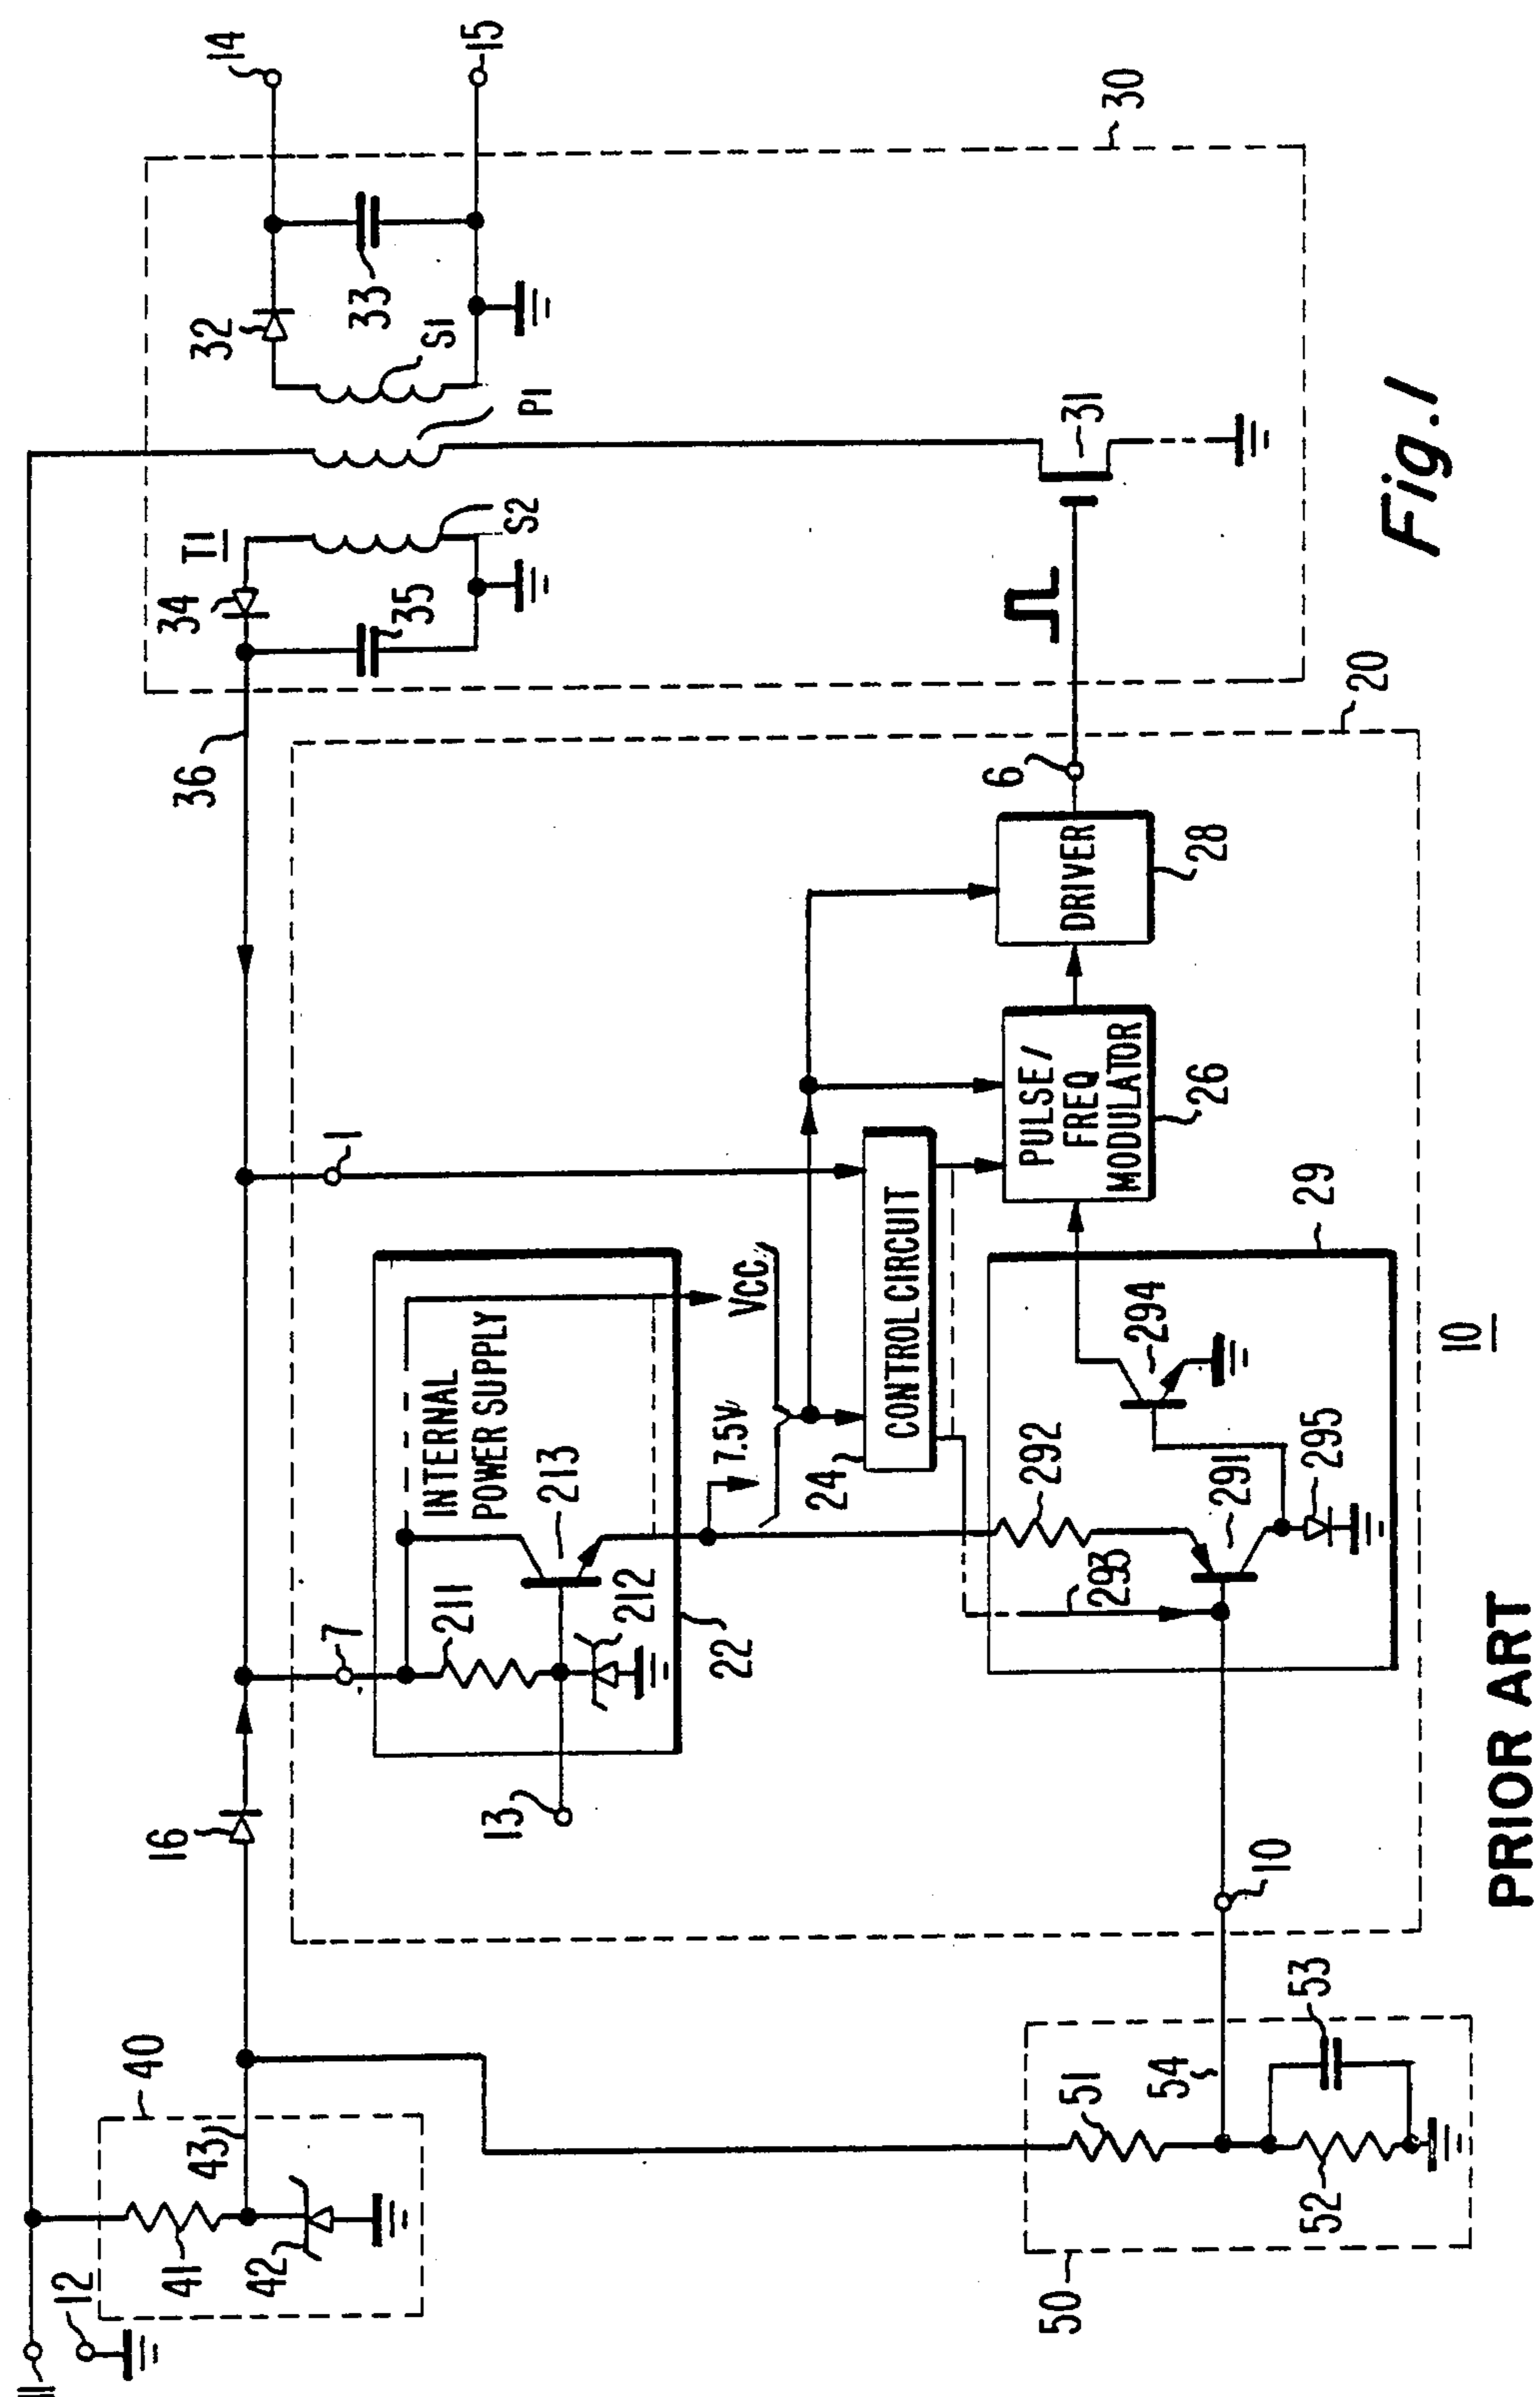 11
12
40
41
42
43
16
36
34
T1
35
S2
P1
S1
32
33
14
15
30
31
50
51
52
53
54
10
13
7
1
6
20
22
211
212
213
INTERNAL
POWER SUPPLY
7.5V
VCC
24
CONTROL CIRCUIT
PULSE/
FREQ
MODULATOR
26
DRIVER
28
29
291
292
293
294
295
10
PRIOR ART
Fig.1